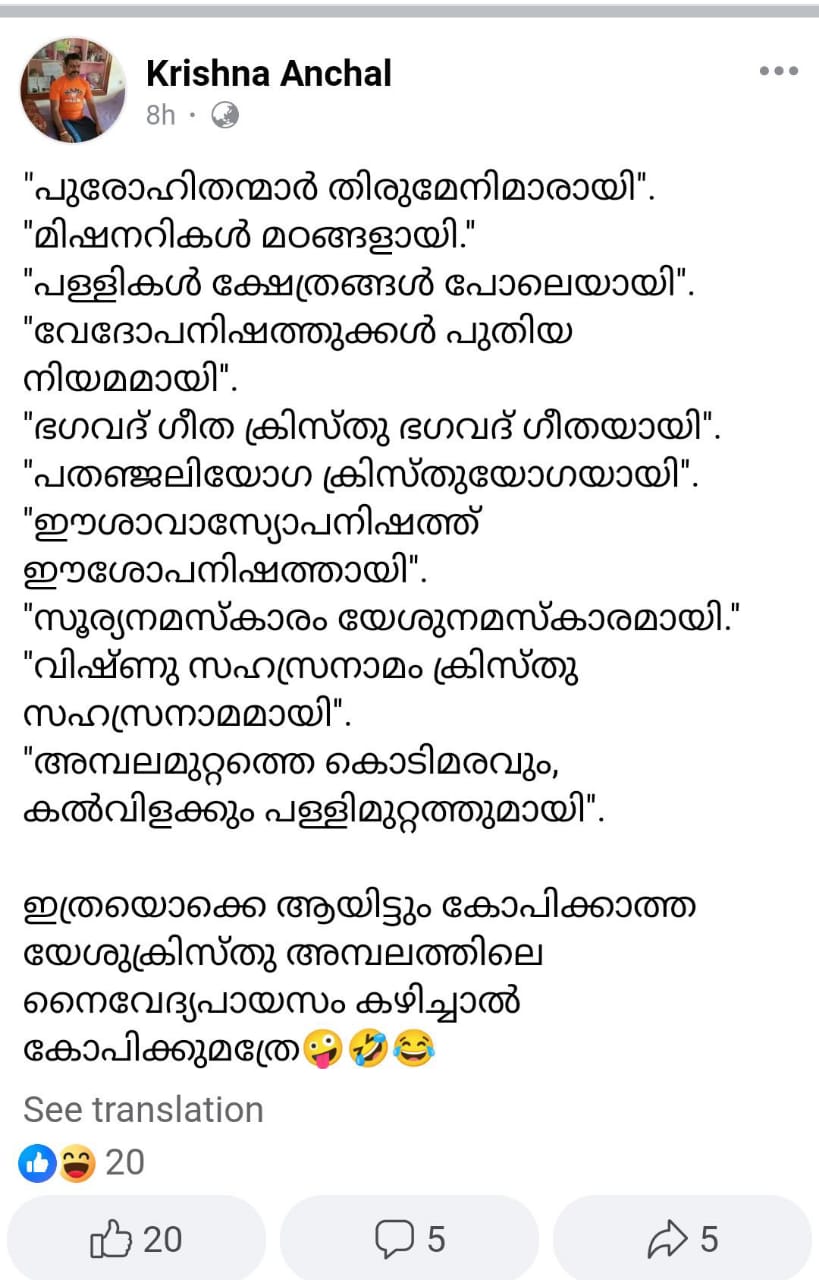 Krishna Anchal
8h ·
"പുരോഹിതന്മാർ തിരുമേനിമാരായി".
"മിഷനറികൾ മഠങ്ങളായി."
"പള്ളികൾ ക്ഷേത്രങ്ങൾ പോലെയായി".
"വേദോപനിഷത്തുക്കൾ പുതിയ
നിയമമായി".
"ഭഗവദ് ഗീത ക്രിസ്തു ഭഗവദ് ഗീതയായി".
"പതഞ്ജലിയോഗ ക്രിസ്തുയോഗയായി".
"ഈശാവാസ്യോപനിഷത്ത്
ഈശോപനിഷത്തായി".
"സൂര്യനമസ്കാരം യേശുനമസ്കാരമായി."
"വിഷ്ണു സഹസ്രനാമം ക്രിസ്തു
സഹസ്രനാമമായി".
"അമ്പലമുറ്റത്തെ കൊടിമരവും,
കൽവിളക്കും പള്ളിമുറ്റത്തുമായി".
ഇത്രയൊക്കെ ആയിട്ടും കോപിക്കാത്ത
യേശുക്രിസ്തു അമ്പലത്തിലെ
നൈവേദ്യപായസം കഴിച്ചാൽ
കോപിക്കുമത്രേ🤪🤣😂
See translation
20
20 5 5